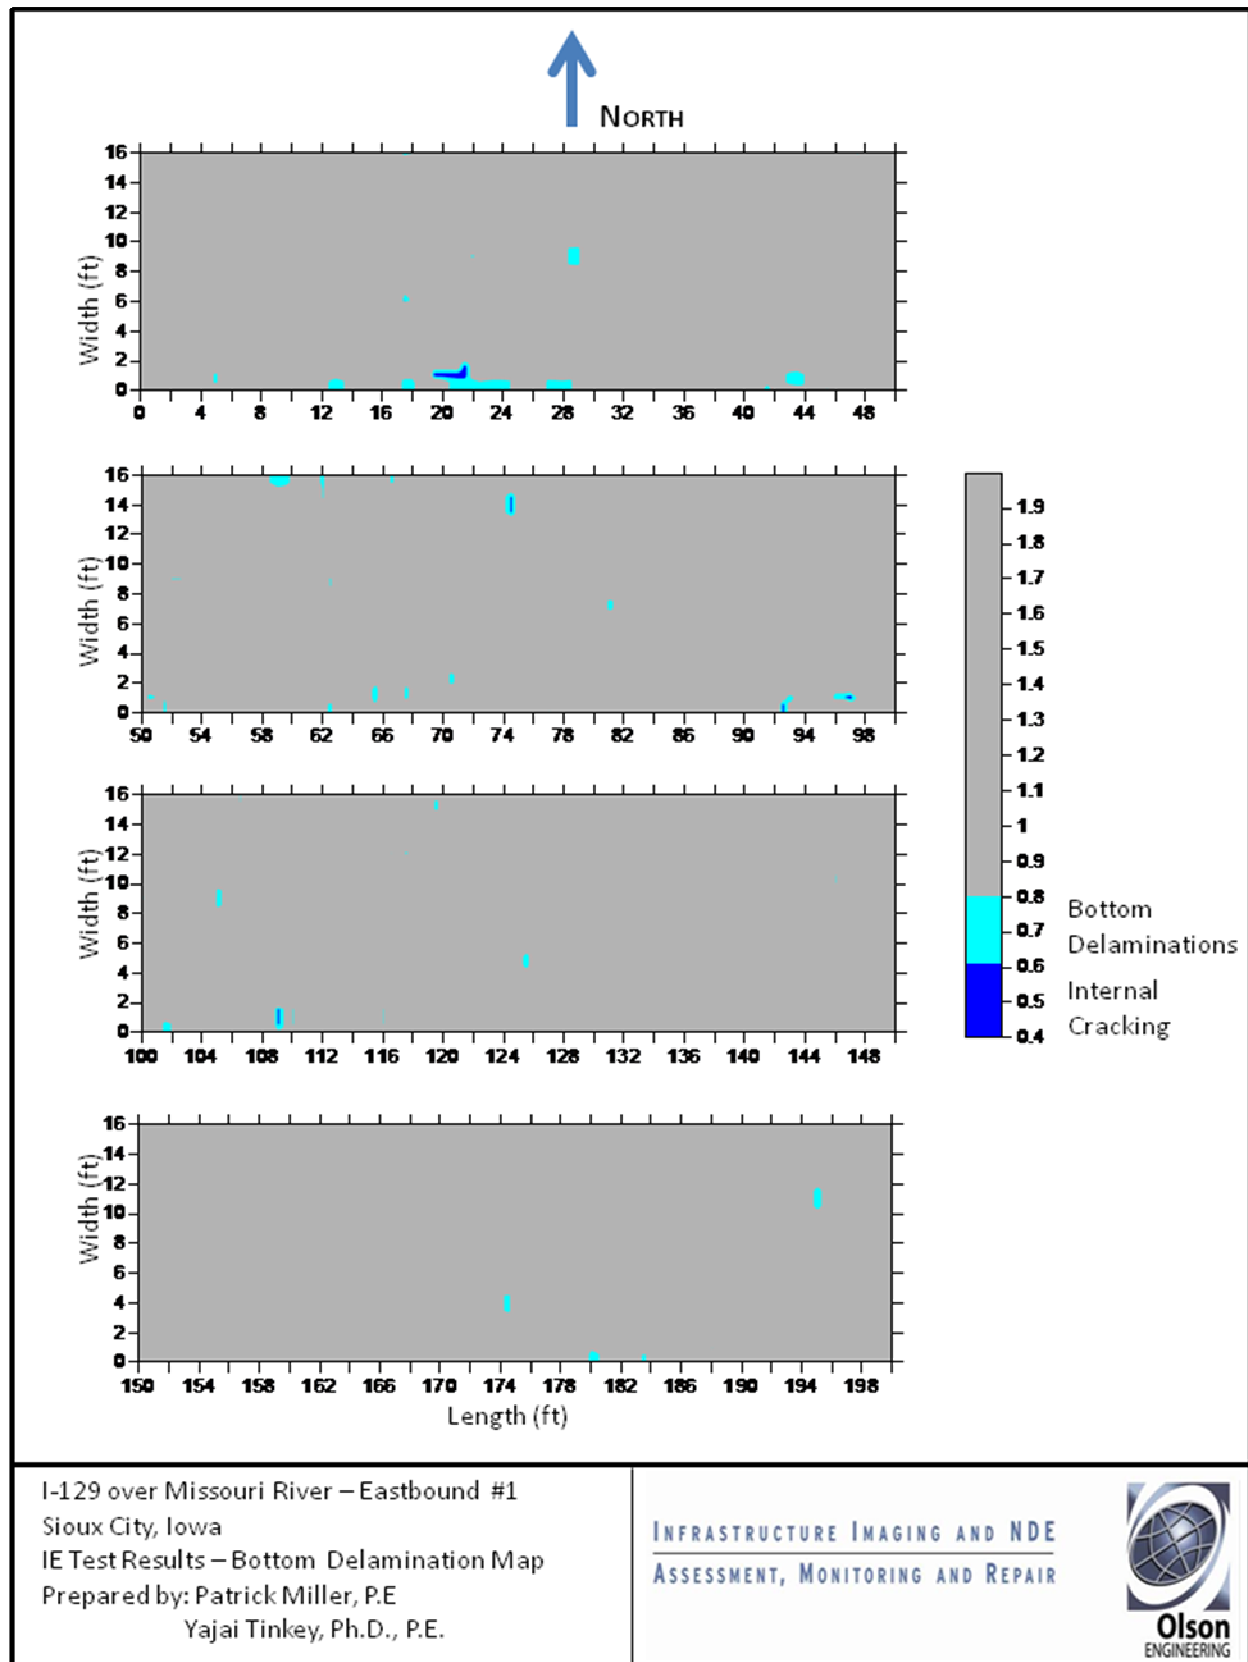 NORTH
16
14
12
10
8
6
4
2
0
Width (ft)
0 4 8 12 16 20 24 28 32 36 40 44 48
16
14
12
10
8
6
4
2
0
Width (ft)
50 54 58 62 66 70 74 78 82 86 90 94 98
1.9
1.8
1.7
1.6
1.5
1.4
1.3
1.2
1.1
1
0.9
0.8
0.7
0.6
0.5
0.4
Bottom
Delaminations
Internal
Cracking
16
14
12
10
8
6
4
2
0
Width (ft)
100 104 108 112 116 120 124 128 132 136 140 144 148
16
14
12
10
8
6
4
2
0
Width (ft)
150 154 158 162 166 170 174 178 182 186 190 194 198
Length (ft)
I-129 over Missouri River – Eastbound #1
Sioux City, Iowa
IE Test Results – Bottom Delamination Map
Prepared by: Patrick Miller, P.E
Yajai Tinkey, Ph.D., P.E.
INFRASTRUCTURE IMAGING AND NDE
ASSESSMENT, MONITORING AND REPAIR
Olson
ENGINEERING